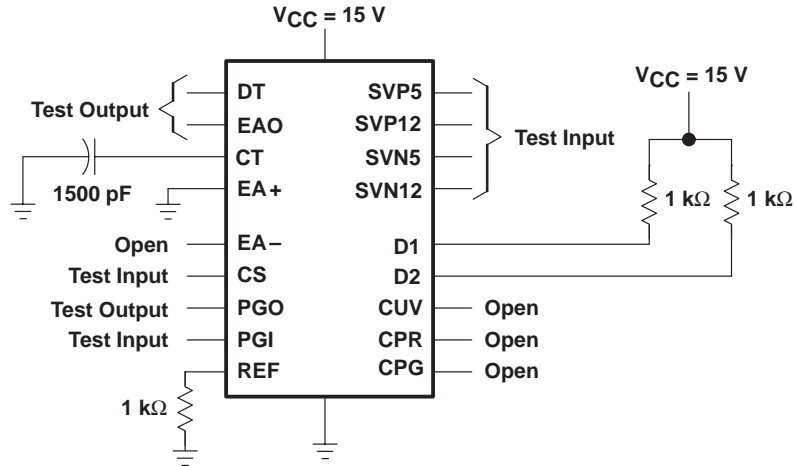 VCC = 15 V
DT
EAO
CT
EA+
EA−
CS
PGO
PGI
REF
SVP5
SVP12
SVN5
SVN12
D1
D2
CUV
CPR
CPG
Test Output
1500 pF
Open
Test Input
Test Output
Test Input
1 kΩ
Test Input
VCC = 15 V
1 kΩ
1 kΩ
Open
Open
Open